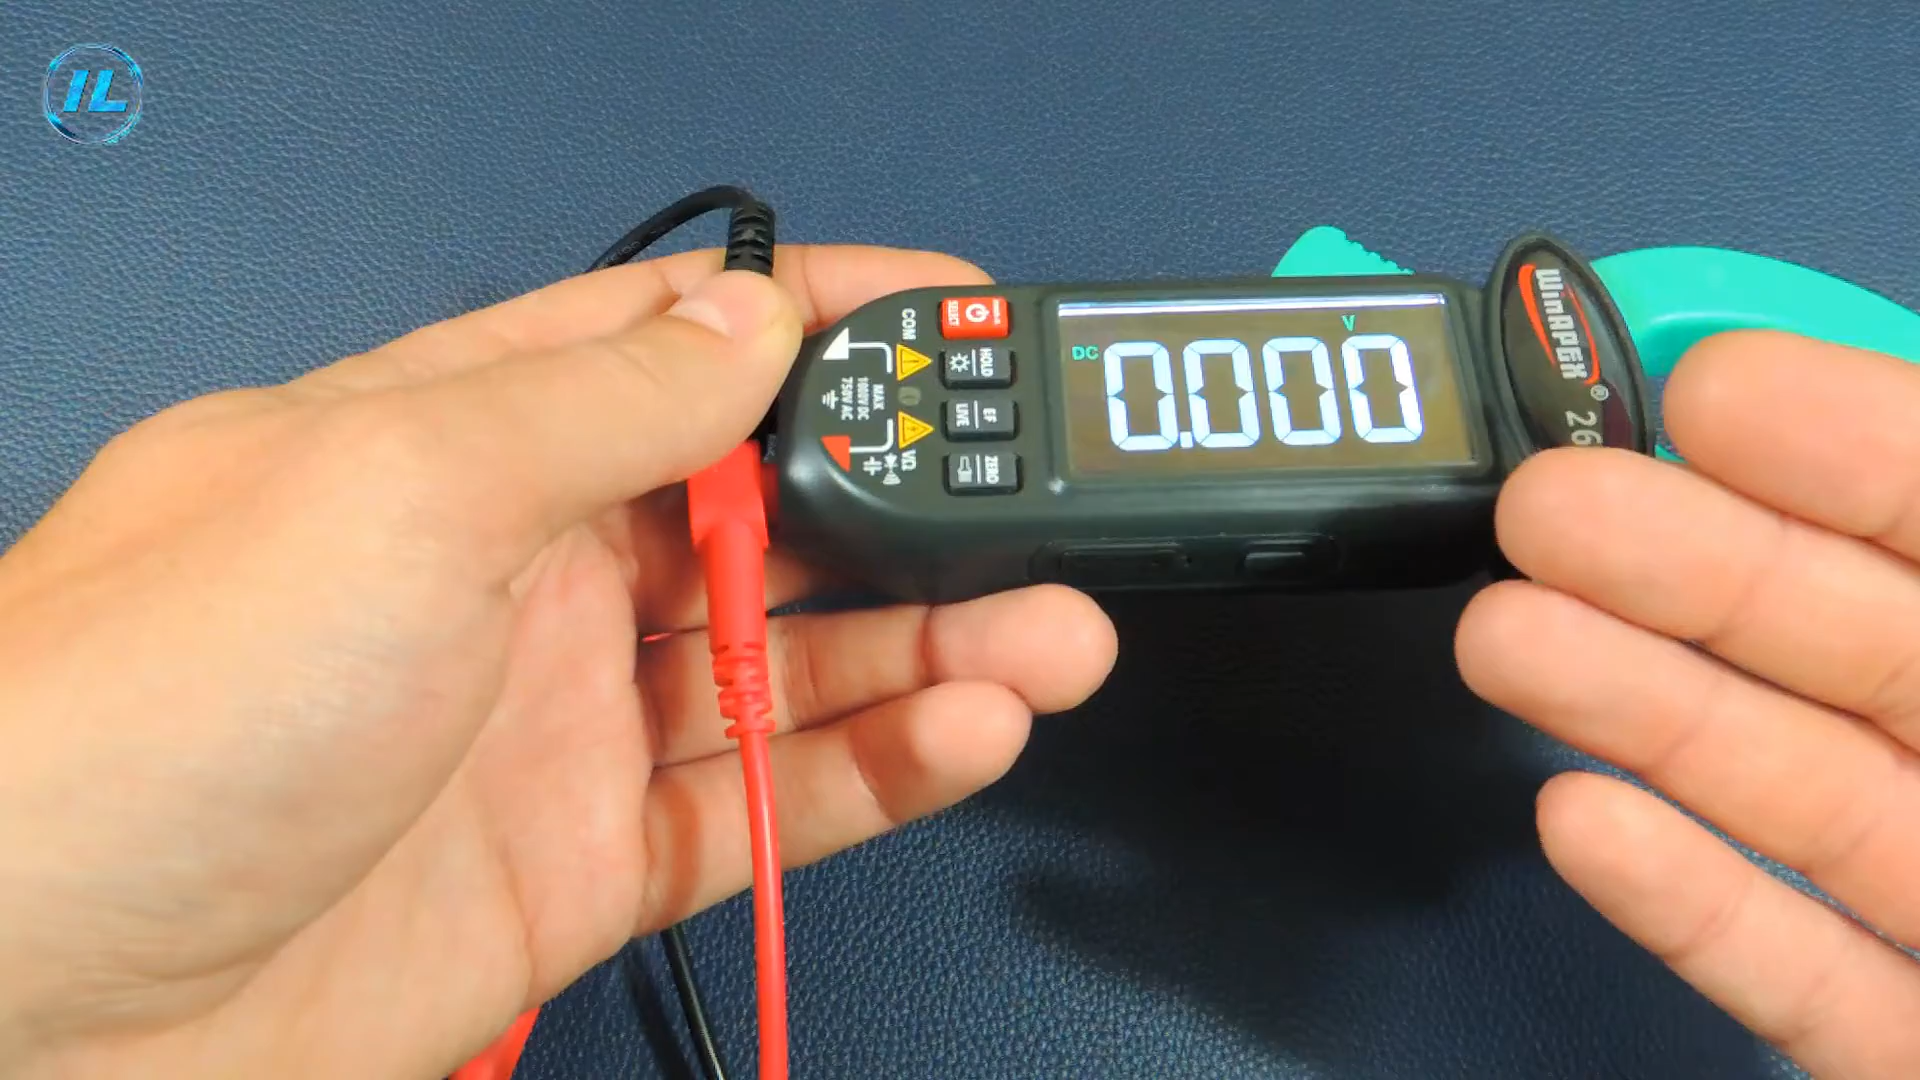 IL
COM
MAX
1000V DC
750V AC
VΩ
SELECT
HOLD
LIVE
EF
ZERO
V
DC
0.000
WinAPEX®
26